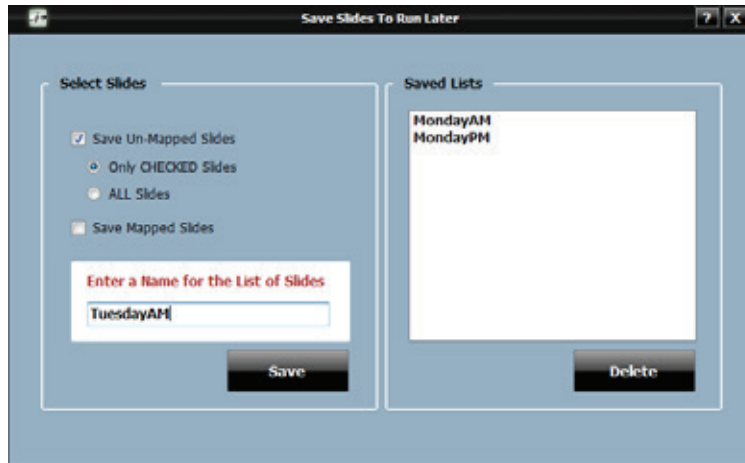 Save Slides To Run Later
? X
Select Slides
Save Un-Mapped Slides
Only CHECKED Slides
ALL Slides
Save Mapped Slides
Enter a Name for the List of Slides
TuesdayAM
Save
Saved Lists
MondayAM
MondayPM
Delete